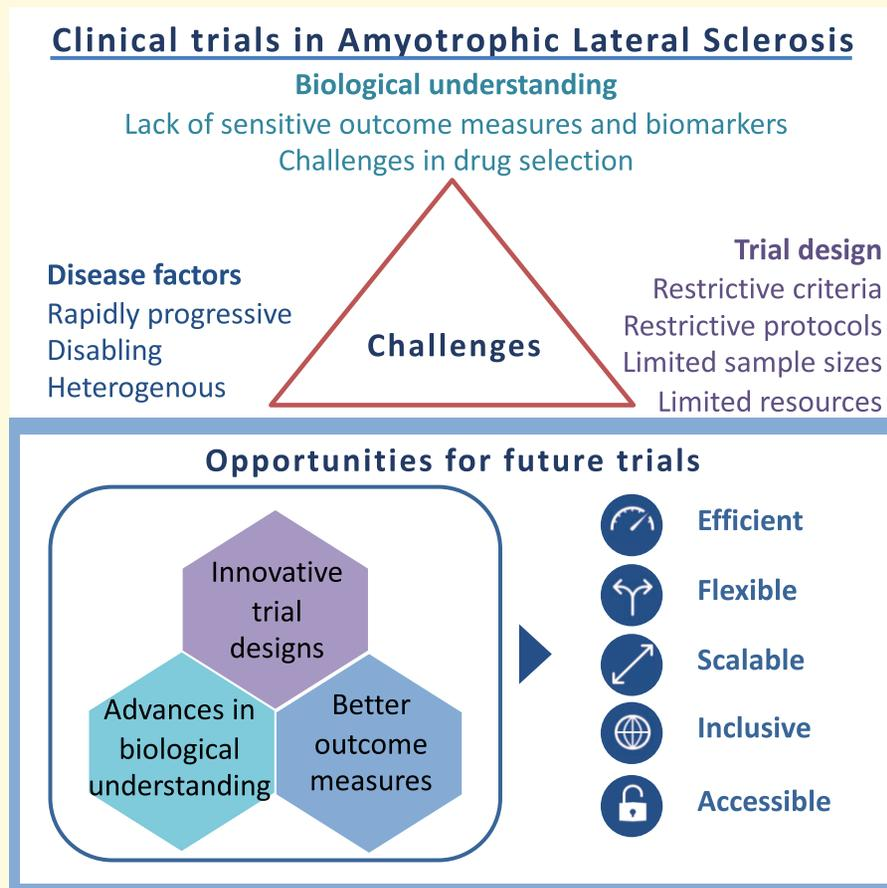 Clinical trials in Amyotrophic Lateral Sclerosis
Biological understanding
Lack of sensitive outcome measures and biomarkers
Challenges in drug selection
Disease factors
Rapidly progressive
Disabling
Heterogenous
Challenges
Trial design
Restrictive criteria
Restrictive protocols
Limited sample sizes
Limited resources
Opportunities for future trials
Innovative
trial
designs
Advances in
biological
understanding
Better
outcome
measures
Efficient
Flexible
Scalable
Inclusive
Accessible